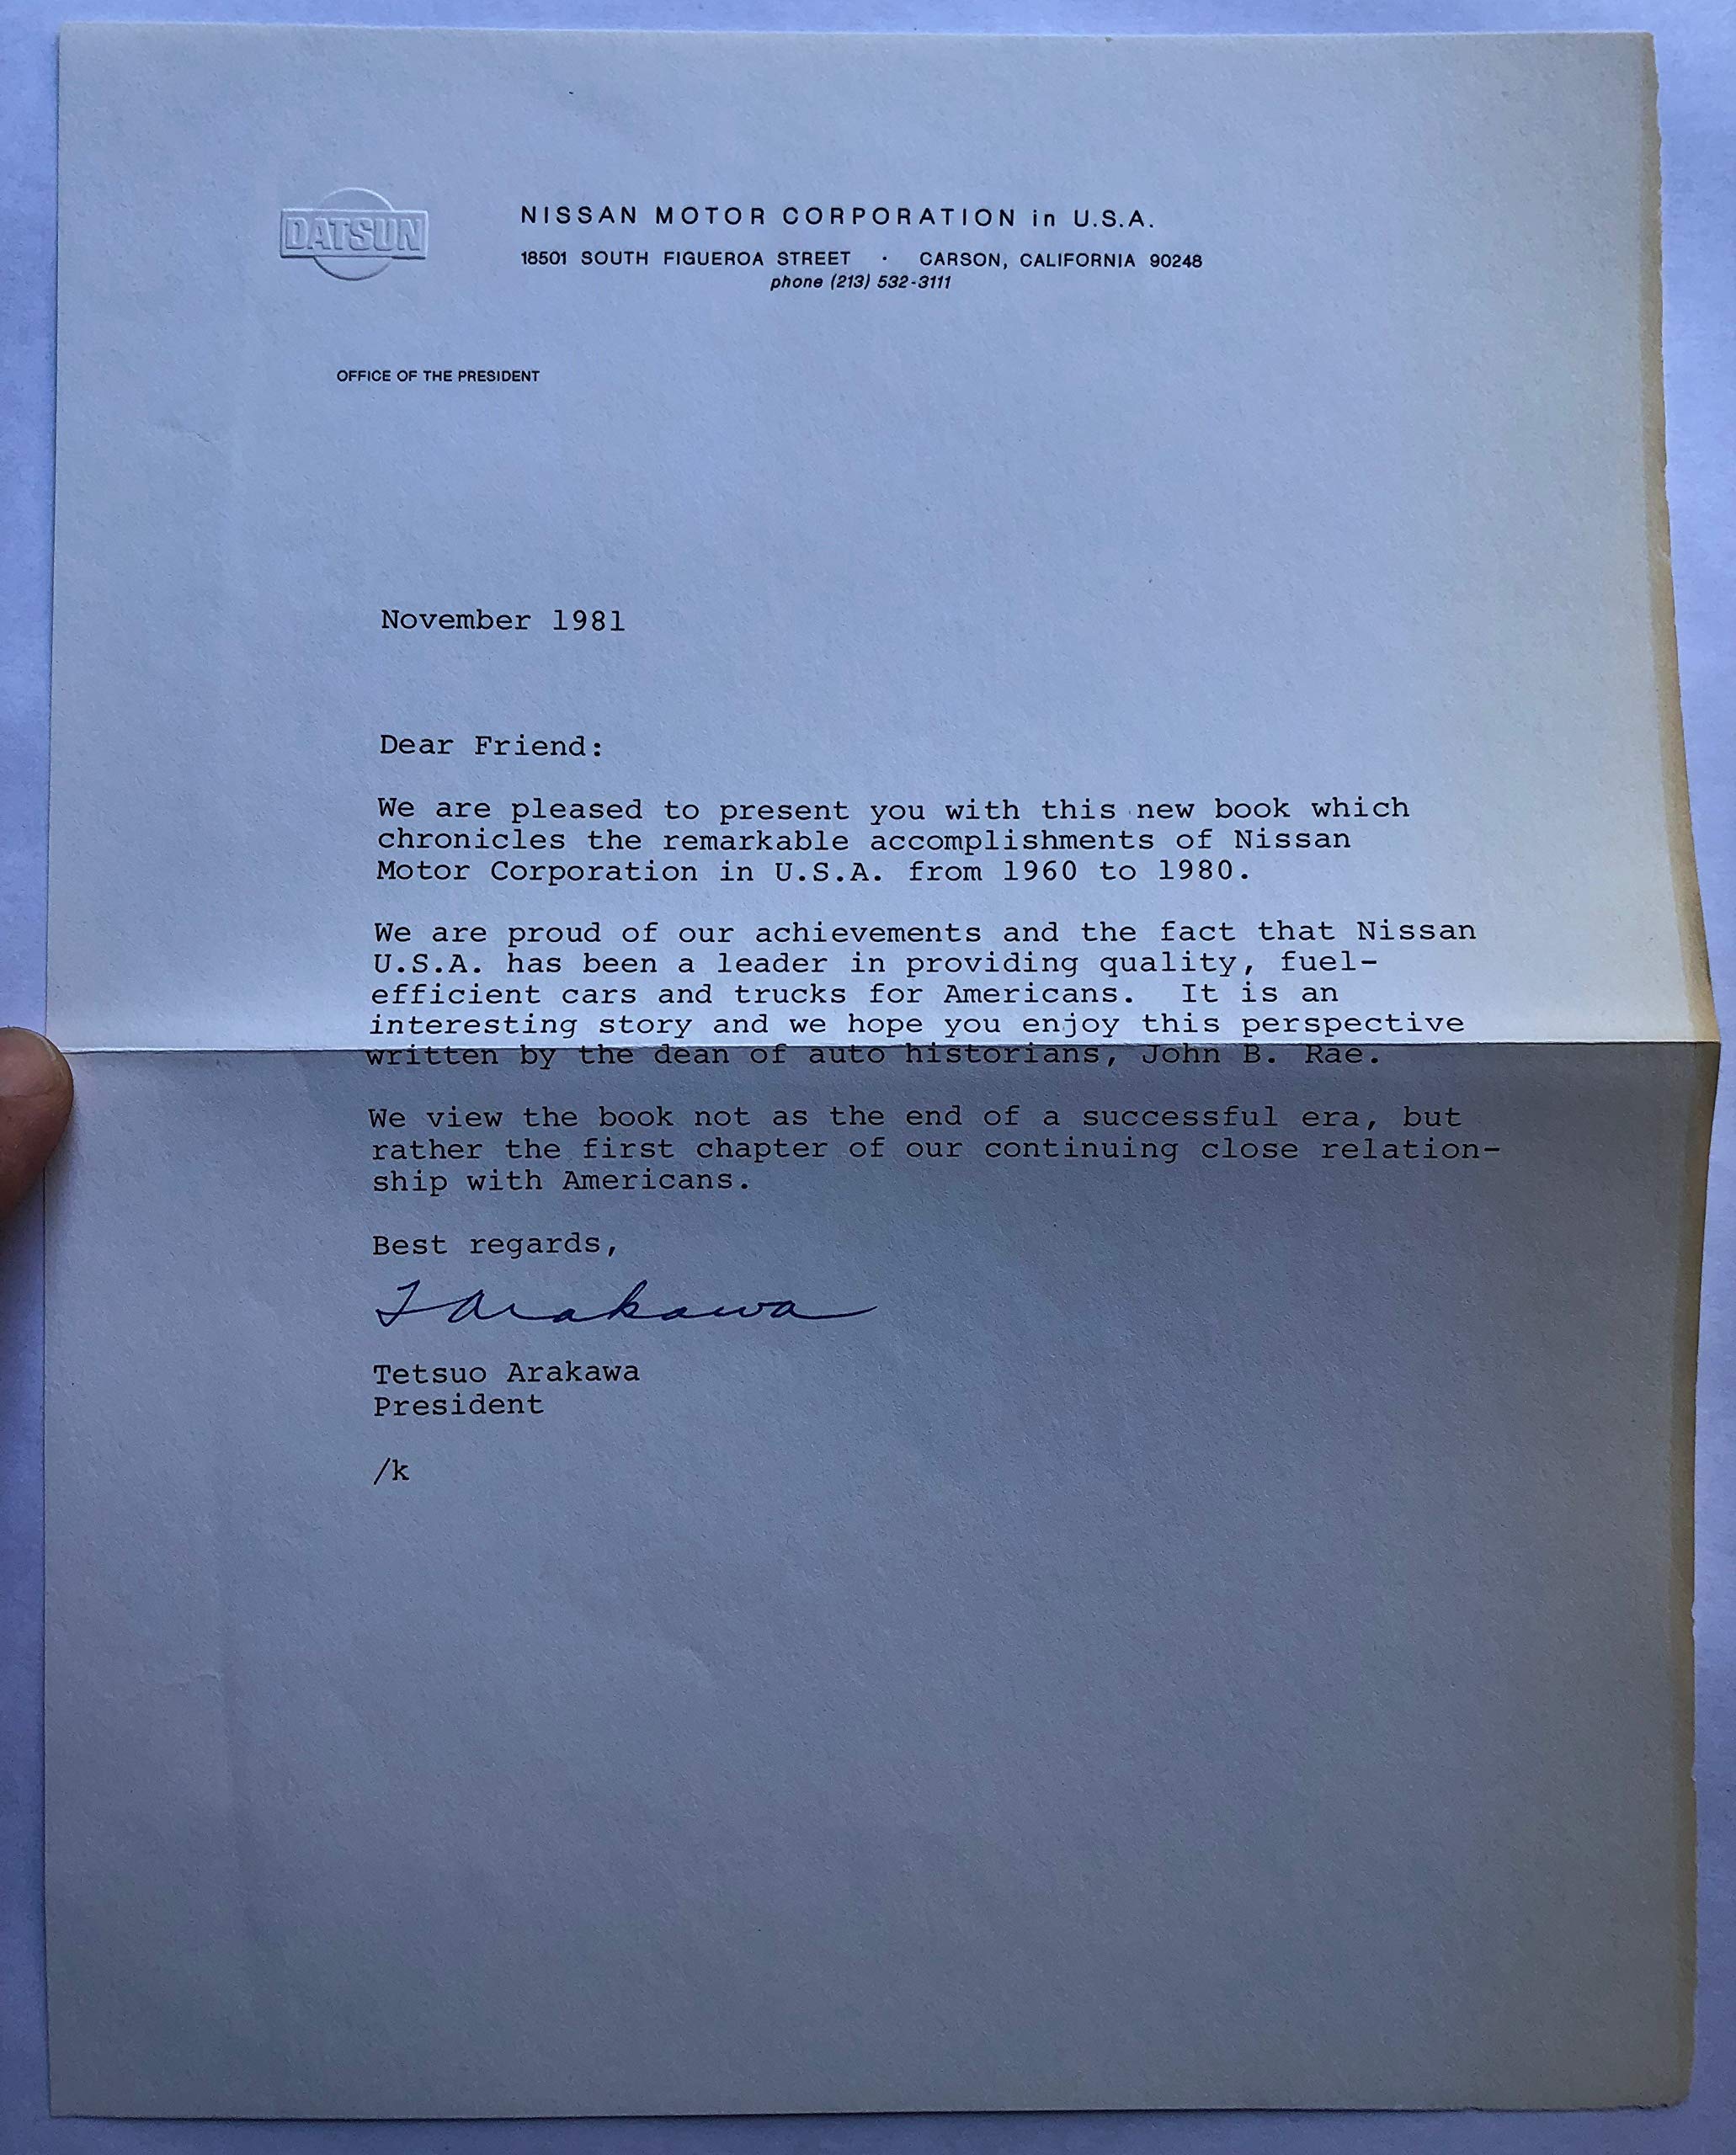 DATSUN
NISSAN MOTOR CORPORATION in U.S.A.
18501 SOUTH FIGUEROA STREET · CARSON, CALIFORNIA 90248
phone (213) 532-3111
OFFICE OF THE PRESIDENT
November 1981
Dear Friend:
We are pleased to present you with this new book which
chronicles the remarkable accomplishments of Nissan
Motor Corporation in U.S.A. from 1960 to 1980.
We are proud of our achievements and the fact that Nissan
U.S.A. has been a leader in providing quality, fuel-
efficient cars and trucks for Americans. It is an
interesting story and we hope you enjoy this perspective
written by the dean of auto historians, John B. Rae.
We view the book not as the end of a successful era, but
rather the first chapter of our continuing close relation-
ship with Americans.
Best regards,
T Arakawa
Tetsuo Arakawa
President
/k